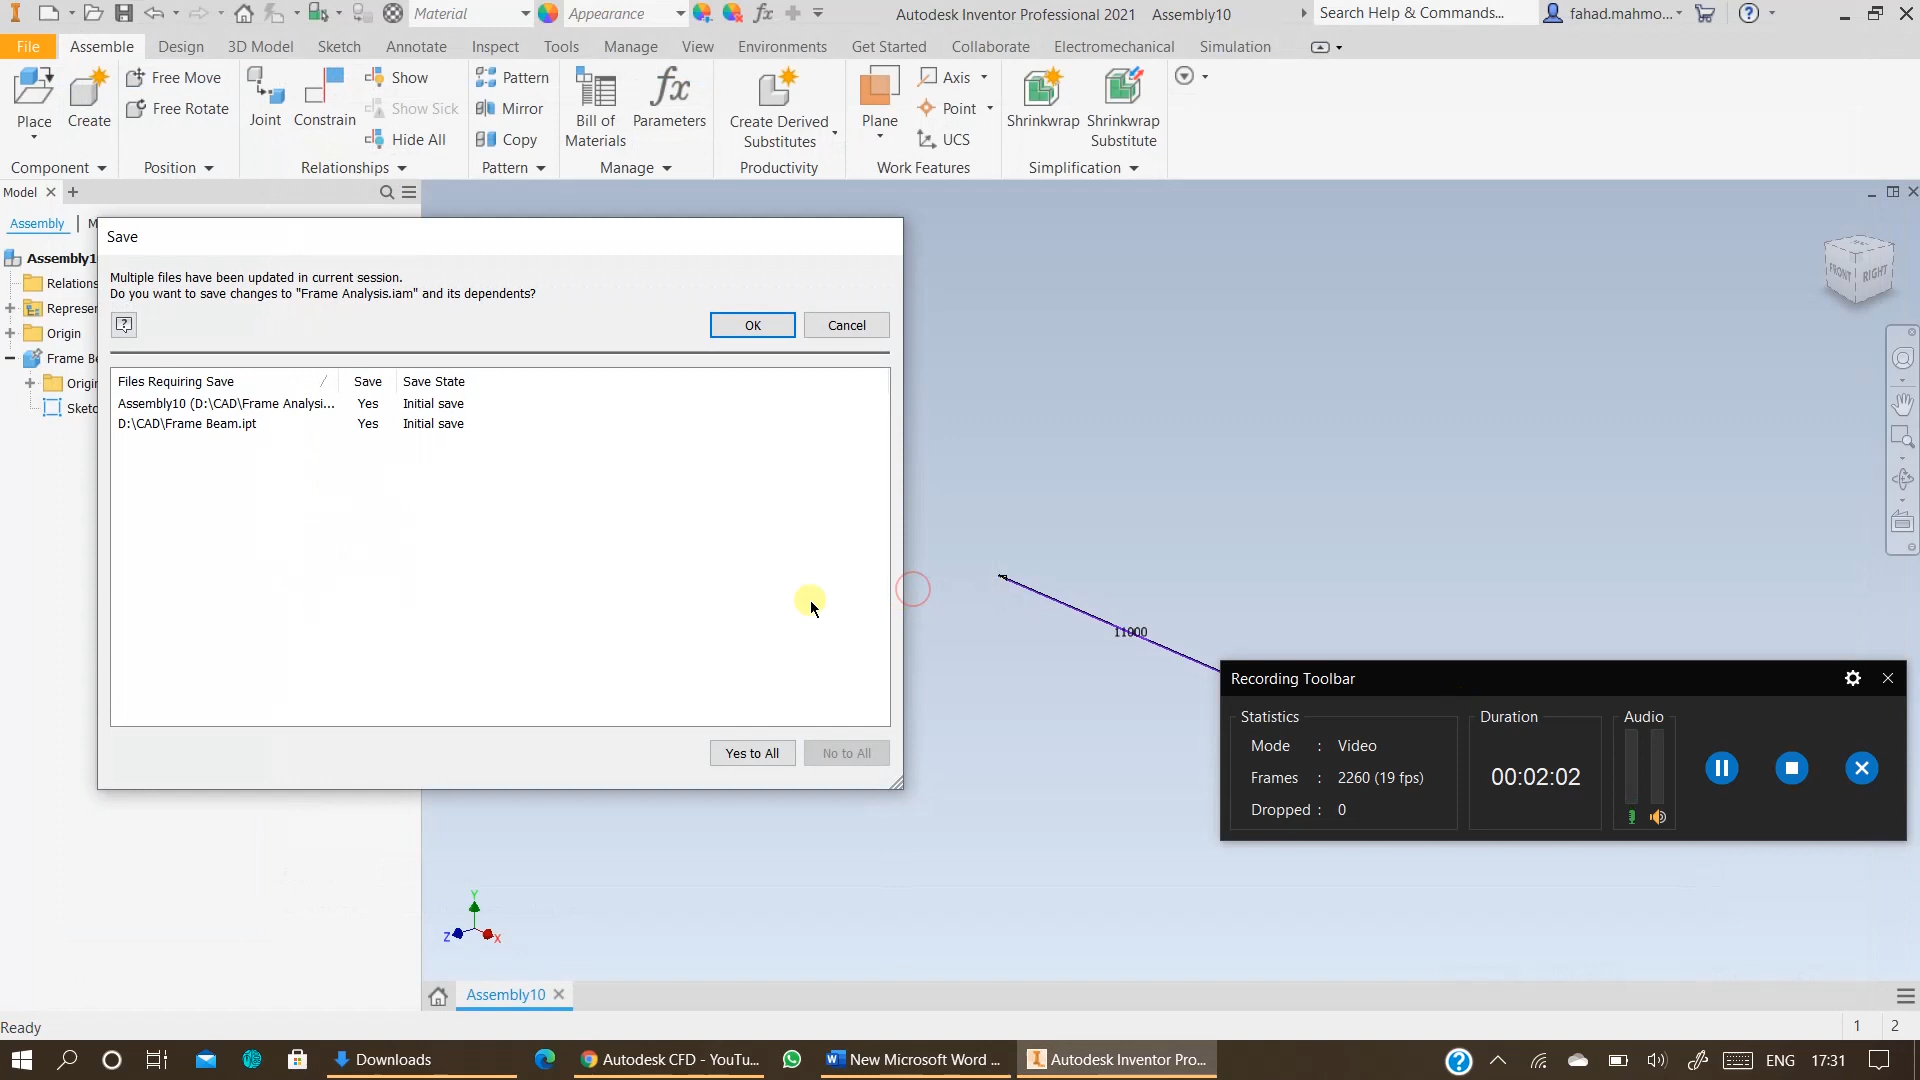 Material
Appearance
fx
Autodesk Inventor Professional 2021 Assembly10
Search Help & Commands...
fahad.mahmo...
File
Assemble
Design
3D Model
Sketch
Annotate
Inspect
Tools
Manage
View
Environments
Get Started
Collaborate
Electromechanical
Simulation
Place
Create
Free Move
Free Rotate
Joint
Constrain
Show
Show Sick
Hide All
Pattern
Mirror
Copy
Bill of
Materials
fx
Parameters
Create Derived
Substitutes
Plane
Axis
Point
UCS
Shrinkwrap
Shrinkwrap
Substitute
Component
Position
Relationships
Pattern
Manage
Productivity
Work Features
Simplification
Model
Assembly
M
Assembly1
Relations
Represer
Origin
Frame Be
Origin
Sketc
Save
Multiple files have been updated in current session.
Do you want to save changes to "Frame Analysis.iam" and its dependents?
OK
Cancel
Files Requiring Save
Save
Save State
Assembly10 (D:\CAD\Frame Analysi...
Yes
Initial save
D:\CAD\Frame Beam.ipt
Yes
Initial save
Yes to All
No to All
FRONT
RIGHT
11000
Recording Toolbar
Statistics
Mode : Video
Frames : 2260 (19 fps)
Dropped : 0
Duration
00:02:02
Audio
Y
Z
X
Assembly10
Ready
1
2
Downloads
Autodesk CFD - YouTu...
New Microsoft Word ...
Autodesk Inventor Pro...
ENG
17:31